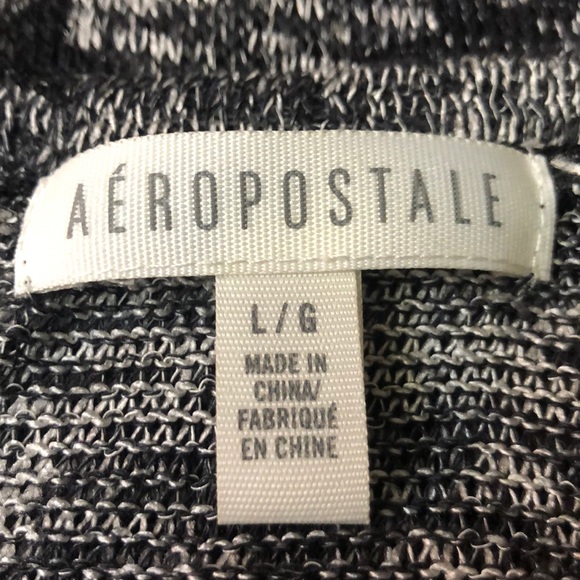 AÉROPOSTALE
L/G
MADE IN
CHINA/
FABRIQUÉ
EN CHINE